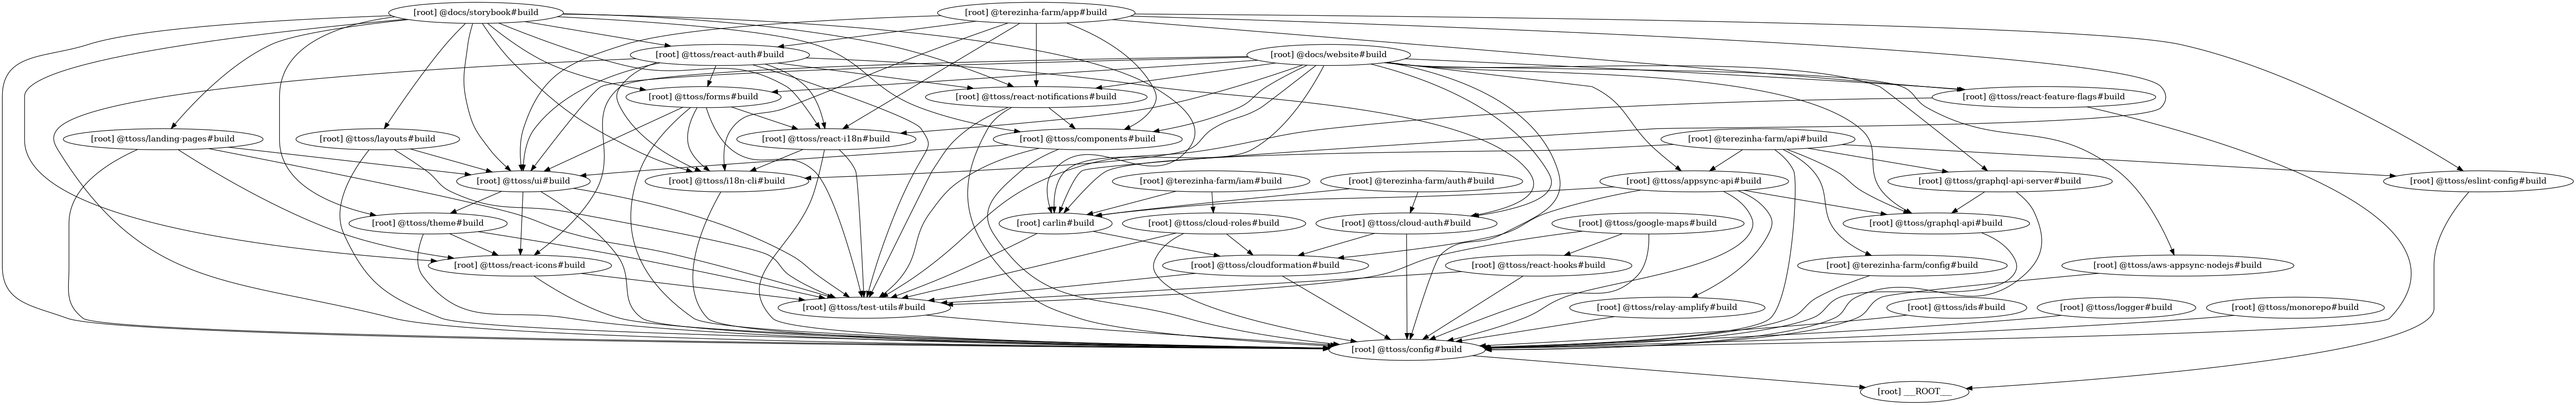 [root] @docs/storybook#build
[root] @terezinha-farm/app#build
[root] @ttoss/react-auth#build
[root] @docs/website#build
[root] @ttoss/forms#build
[root] @ttoss/react-notifications#build
[root] @ttoss/react-feature-flags#build
[root] @ttoss/landing-pages#build
[root] @ttoss/layouts#build
[root] @ttoss/react-i18n#build
[root] @ttoss/components#build
[root] @terezinha-farm/api#build
[root] @ttoss/ui#build
[root] @ttoss/i18n-cli#build
[root] @terezinha-farm/iam#build
[root] @terezinha-farm/auth#build
[root] @ttoss/appsync-api#build
[root] @ttoss/graphql-api-server#build
[root] @ttoss/eslint-config#build
[root] @ttoss/theme#build
[root] carlin#build
[root] @ttoss/cloud-roles#build
[root] @ttoss/cloud-auth#build
[root] @ttoss/google-maps#build
[root] @ttoss/graphql-api#build
[root] @ttoss/react-icons#build
[root] @ttoss/cloudformation#build
[root] @ttoss/react-hooks#build
[root] @terezinha-farm/config#build
[root] @ttoss/aws-appsync-nodejs#build
[root] @ttoss/test-utils#build
[root] @ttoss/relay-amplify#build
[root] @ttoss/ids#build
[root] @ttoss/logger#build
[root] @ttoss/monorepo#build
[root] @ttoss/config#build
[root] ___ROOT___